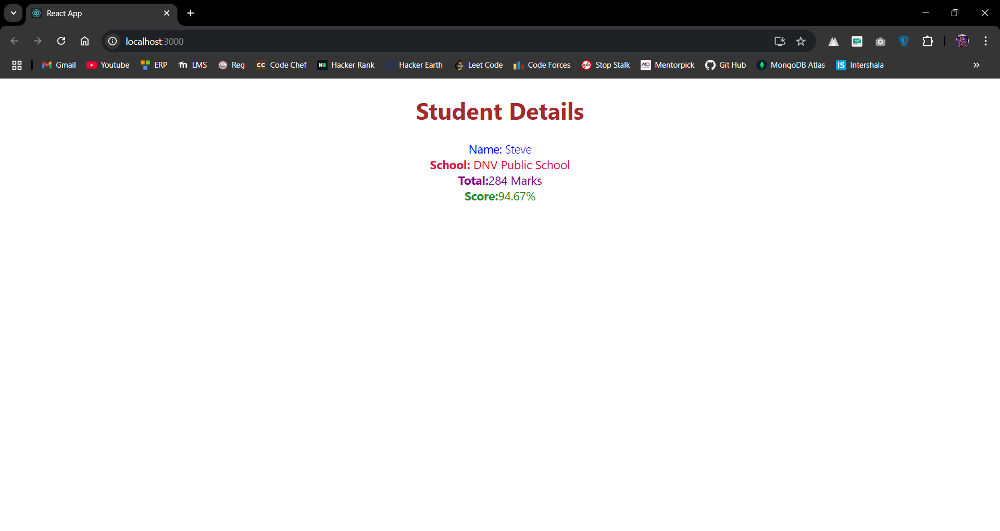 React App
localhost:3000
Gmail Youtube ERP LMS Reg CC Code Chef Hacker Rank Hacker Earth Leet Code Code Forces Stop Stalk Mentorpick Git Hub MongoDB Atlas IS Intershala
Student Details
Name: Steve
School: DNV Public School
Total:284 Marks
Score:94.67%